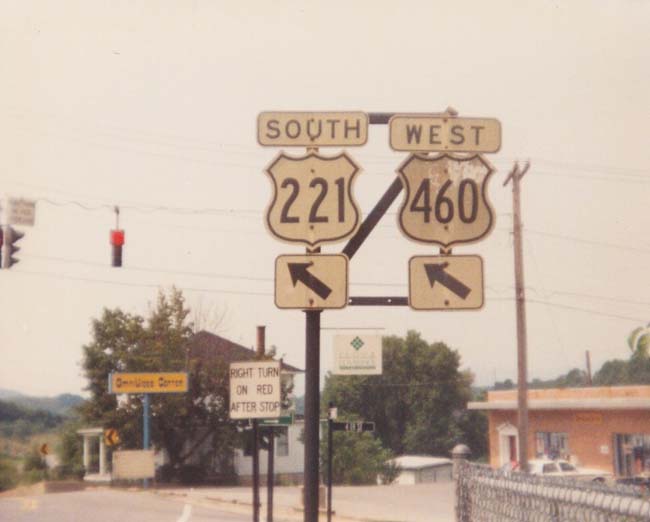 SOUTH
WEST
221
460
RIGHT TURN
ON RED
AFTER STOP